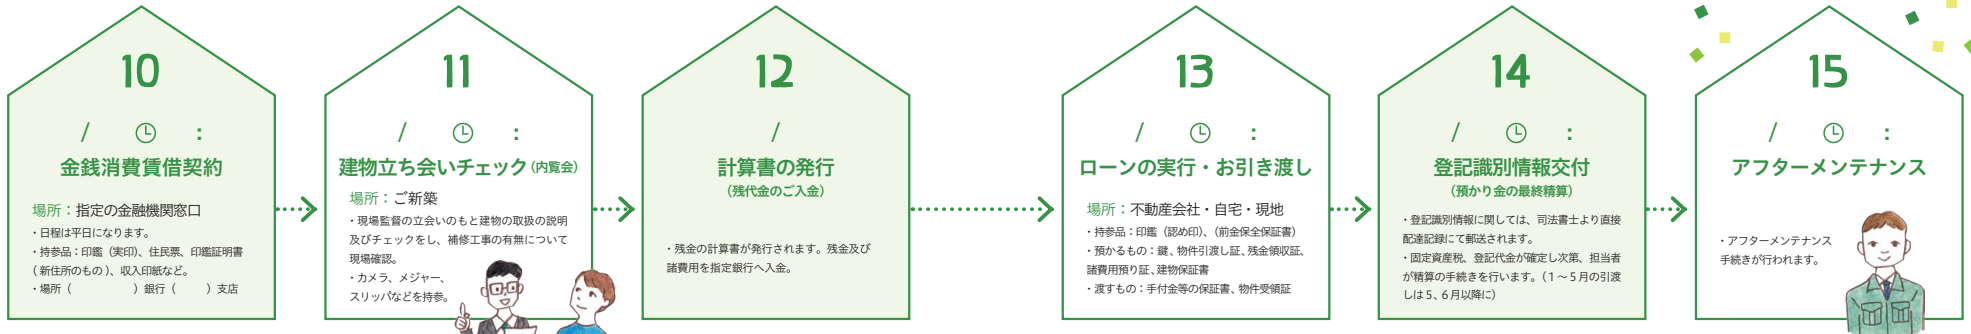 10
/ :
金銭消費賃借契約
場所：指定の金融機関窓口
・日程は平日になります。
・持参品：印鑑（実印）、住民票、印鑑証明書
（新住所のもの）、収入印紙など。
・場所（　　　　　）銀行（　　　）支店
11
/ :
建物立ち会いチェック（内覧会）
場所：ご新築
・現場監督の立会いのもと建物の取扱の説明
及びチェックをし、補修工事の有無について
現場確認。
・カメラ、メジャー、
スリッパなどを持参。
12
/
計算書の発行
（残代金のご入金）
・残金の計算書が発行されます。残金及び
諸費用を指定銀行へ入金。
13
/ :
ローンの実行・お引き渡し
場所：不動産会社・自宅・現地
・持参品：印鑑（認め印）、（前金保全保証書）
・預かるもの：鍵、物件引渡し証、残金領収証、
諸費用預り証、建物保証書
・渡すもの：手付金等の保証書、物件受領証
14
/ :
登記識別情報交付
（預かり金の最終精算）
・登記識別情報に関しては、司法書士より直接
配達記録にて郵送されます。
・固定資産税、登記代金が確定し次第、担当者
が精算の手続きを行います。（１～５月の引渡
しは５、６月以降に）
15
/ :
アフターメンテナンス
・アフターメンテナンス
手続きが行われます。